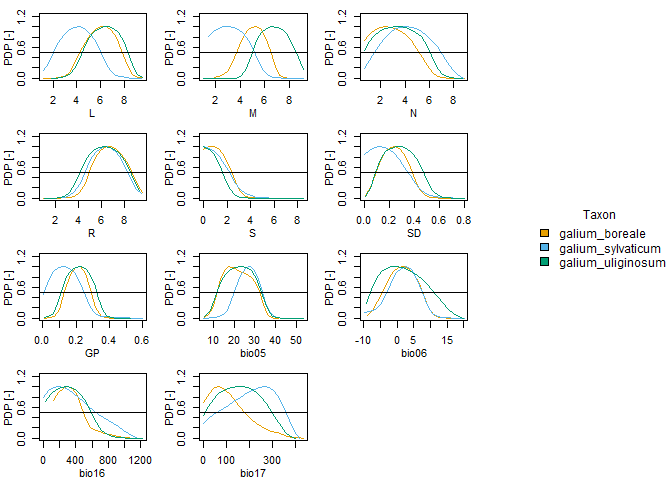 PDP [-] 0.0 0.6 1.2 2 4 6 8 L
PDP [-] 0.0 0.6 1.2 2 4 6 8 M
PDP [-] 0.0 0.6 1.2 2 4 6 8 N
PDP [-] 0.0 0.6 1.2 2 4 6 8 R
PDP [-] 0.0 0.6 1.2 0 2 4 6 8 S
PDP [-] 0.0 0.6 1.2 0.0 0.2 0.4 0.6 0.8 SD
Taxon
galium_boreale
galium_sylvaticum
galium_uliginosum
PDP [-] 0.0 0.6 1.2 0.0 0.2 0.4 0.6 GP
PDP [-] 0.0 0.6 1.2 10 20 30 40 50 bio05
PDP [-] 0.0 0.6 1.2 -10 0 5 15 bio06
PDP [-] 0.0 0.6 1.2 0 400 800 1200 bio16
PDP [-] 0.0 0.6 1.2 0 100 300 bio17